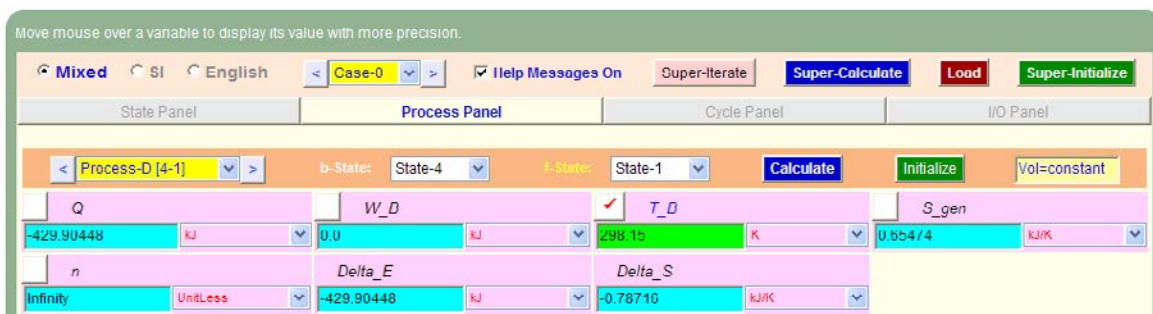 Move mouse over a variable to display its value with more precision.
Mixed SI English < Case-0 > Help Messages On Super-Iterate Super-Calculate Load Super-Initialize
State Panel Process Panel Cycle Panel I/O Panel
< Process-D [4-1] > b-State: State-4 f-State: State-1 Calculate Initialize Vol=constant
Q W_B T_B S_gen
-429.90448 kJ 0.0 kJ 298.15 K 0.65474 kJ/K
n Delta_E Delta_S
Infinity UnitLess -429.90448 kJ -0.78716 kJ/K